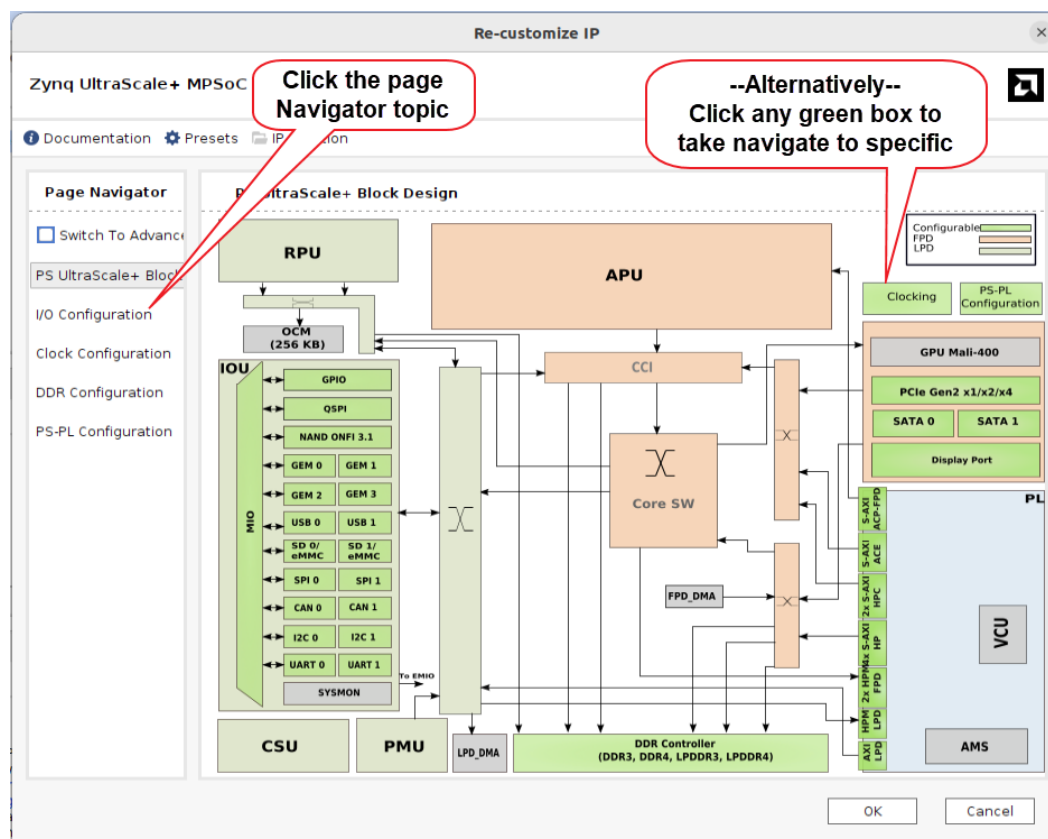 Re-customize IP
Zynq UltraScale+ MPSoC
Click the page
Navigator topic
--Alternatively--
Click any green box to
take navigate to specific
Documentation
Presets
IP
on
Page Navigator
Switch To Advance
PS UltraScale+ Block
I/O Configuration
Clock Configuration
DDR Configuration
PS-PL Configuration
P UltraScale+ Block Design
Configurable
FPD
LPD
RPU
APU
Clocking
PS-PL
Configuration
OCM
(256 KB)
CCI
GPU Mali-400
PCIe Gen2 x1/x2/x4
SATA 0
SATA 1
Display Port
IOU
MIO
GPIO
QSPI
NAND ONFI 3.1
GEM 0
GEM 1
GEM 2
GEM 3
USB 0
USB 1
SD 0/
eMMC
SD 1/
eMMC
SPI 0
SPI 1
CAN 0
CAN 1
I2C 0
I2C 1
UART 0
UART 1
SYSMON
To EMIO
Core SW
FPD_DMA
PL
S-AXI
ACP-FPD
S-AXI
ACE
2x S-AXI
HPC
4x S-AXI
HP
2x HPM
FPD
HPM
LPD
AXI
LPD
VCU
AMS
CSU
PMU
LPD_DMA
DDR Controller
(DDR3, DDR4, LPDDR3, LPDDR4)
OK
Cancel